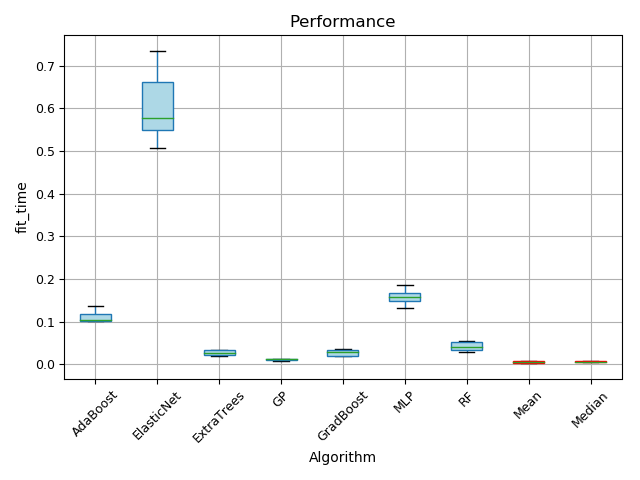 Performance
fit_time
0.7
0.6
0.5
0.4
0.3
0.2
0.1
0.0
AdaBoost
ElasticNet
ExtraTrees
GP
GradBoost
MLP
RF
Mean
Median
Algorithm